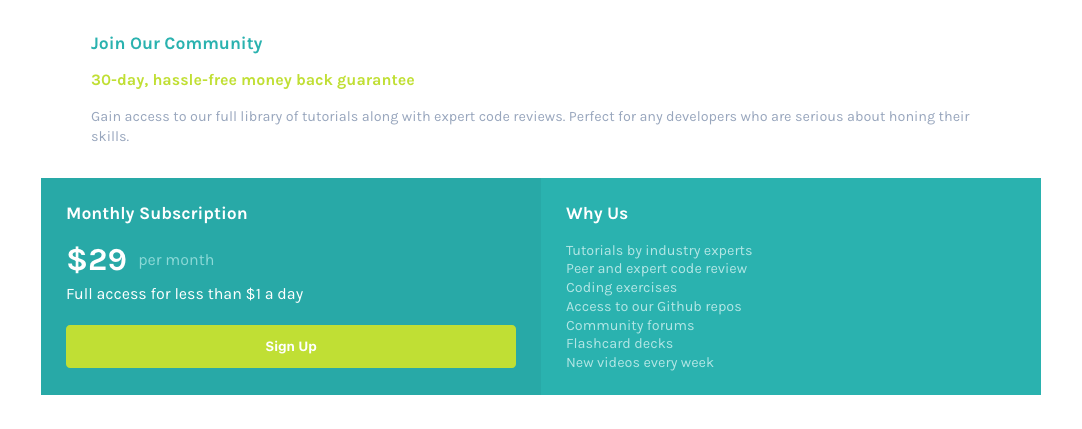 Join Our Community
30-day, hassle-free money back guarantee
Gain access to our full library of tutorials along with expert code reviews. Perfect for any developers who are serious about honing their
skills.
Monthly Subscription
$29 per month
Full access for less than $1 a day
Sign Up
Why Us
Tutorials by industry experts
Peer and expert code review
Coding exercises
Access to our Github repos
Community forums
Flashcard decks
New videos every week